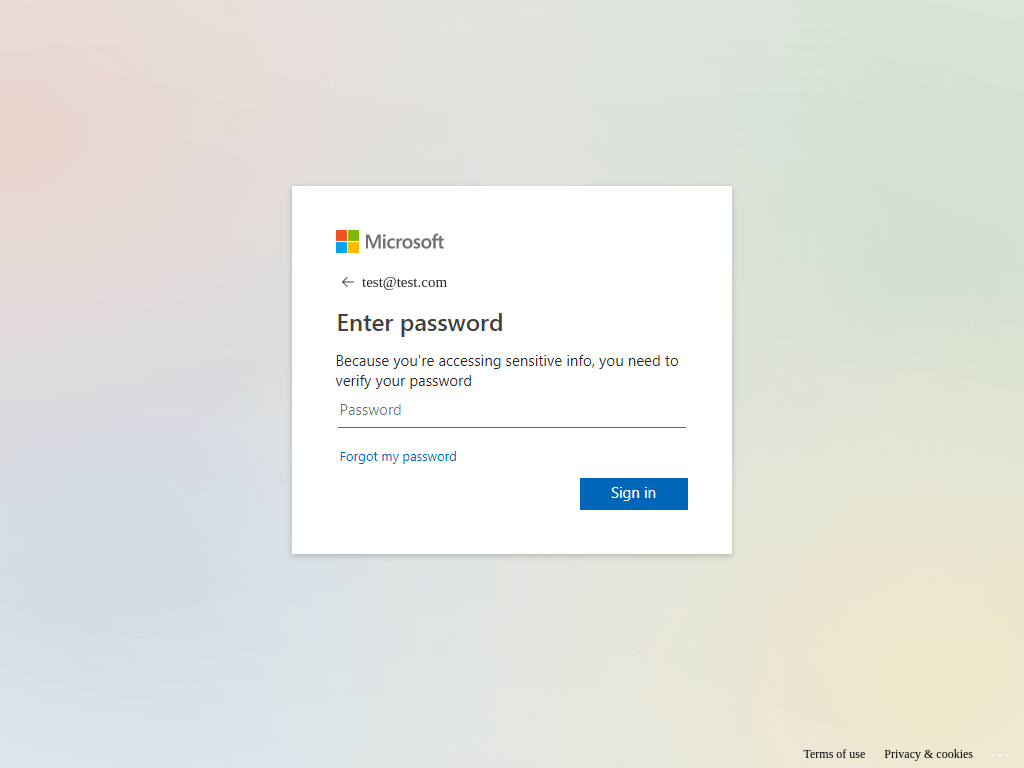 Microsoft
test@test.com
Enter password
Because you're accessing sensitive info, you need to
verify your password
Password
Forgot my password
Sign in
Terms of use Privacy & cookies ...